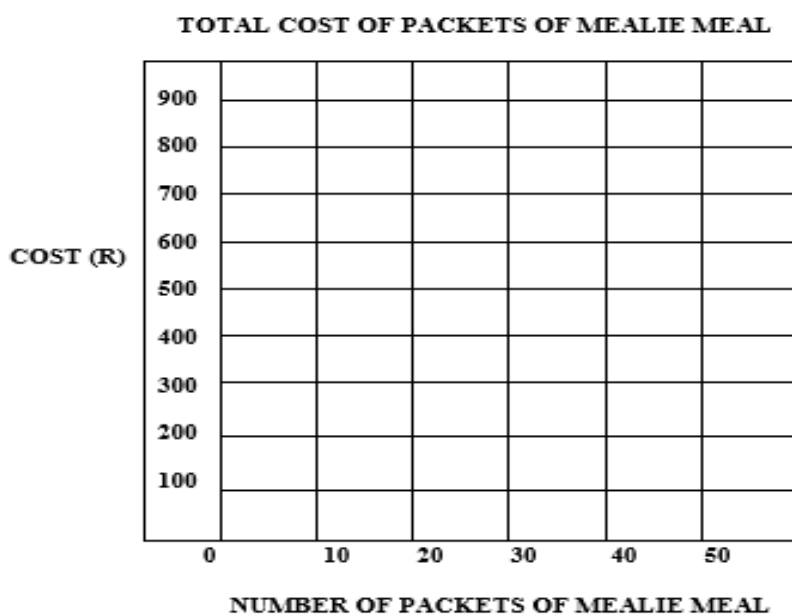 TOTAL COST OF PACKETS OF MEALIE MEAL
900
800
700
600
COST (R)
500
400
300
200
100
0 10 20 30 40 50
NUMBER OF PACKETS OF MEALIE MEAL